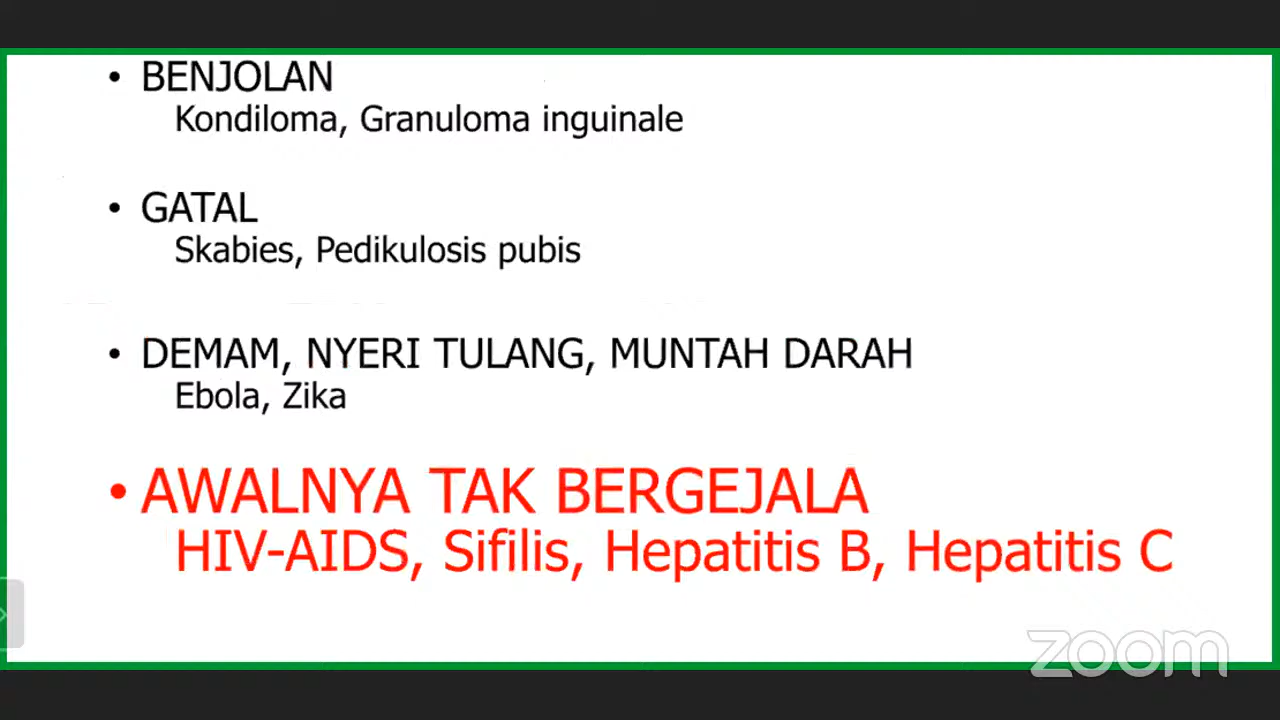 • BENJOLAN
Kondiloma, Granuloma inguinale
• GATAL
Skabies, Pedikulosis pubis
• DEMAM, NYERI TULANG, MUNTAH DARAH
Ebola, Zika
• AWALNYA TAK BERGEJALA
HIV-AIDS, Sifilis, Hepatitis B, Hepatitis C
zoom